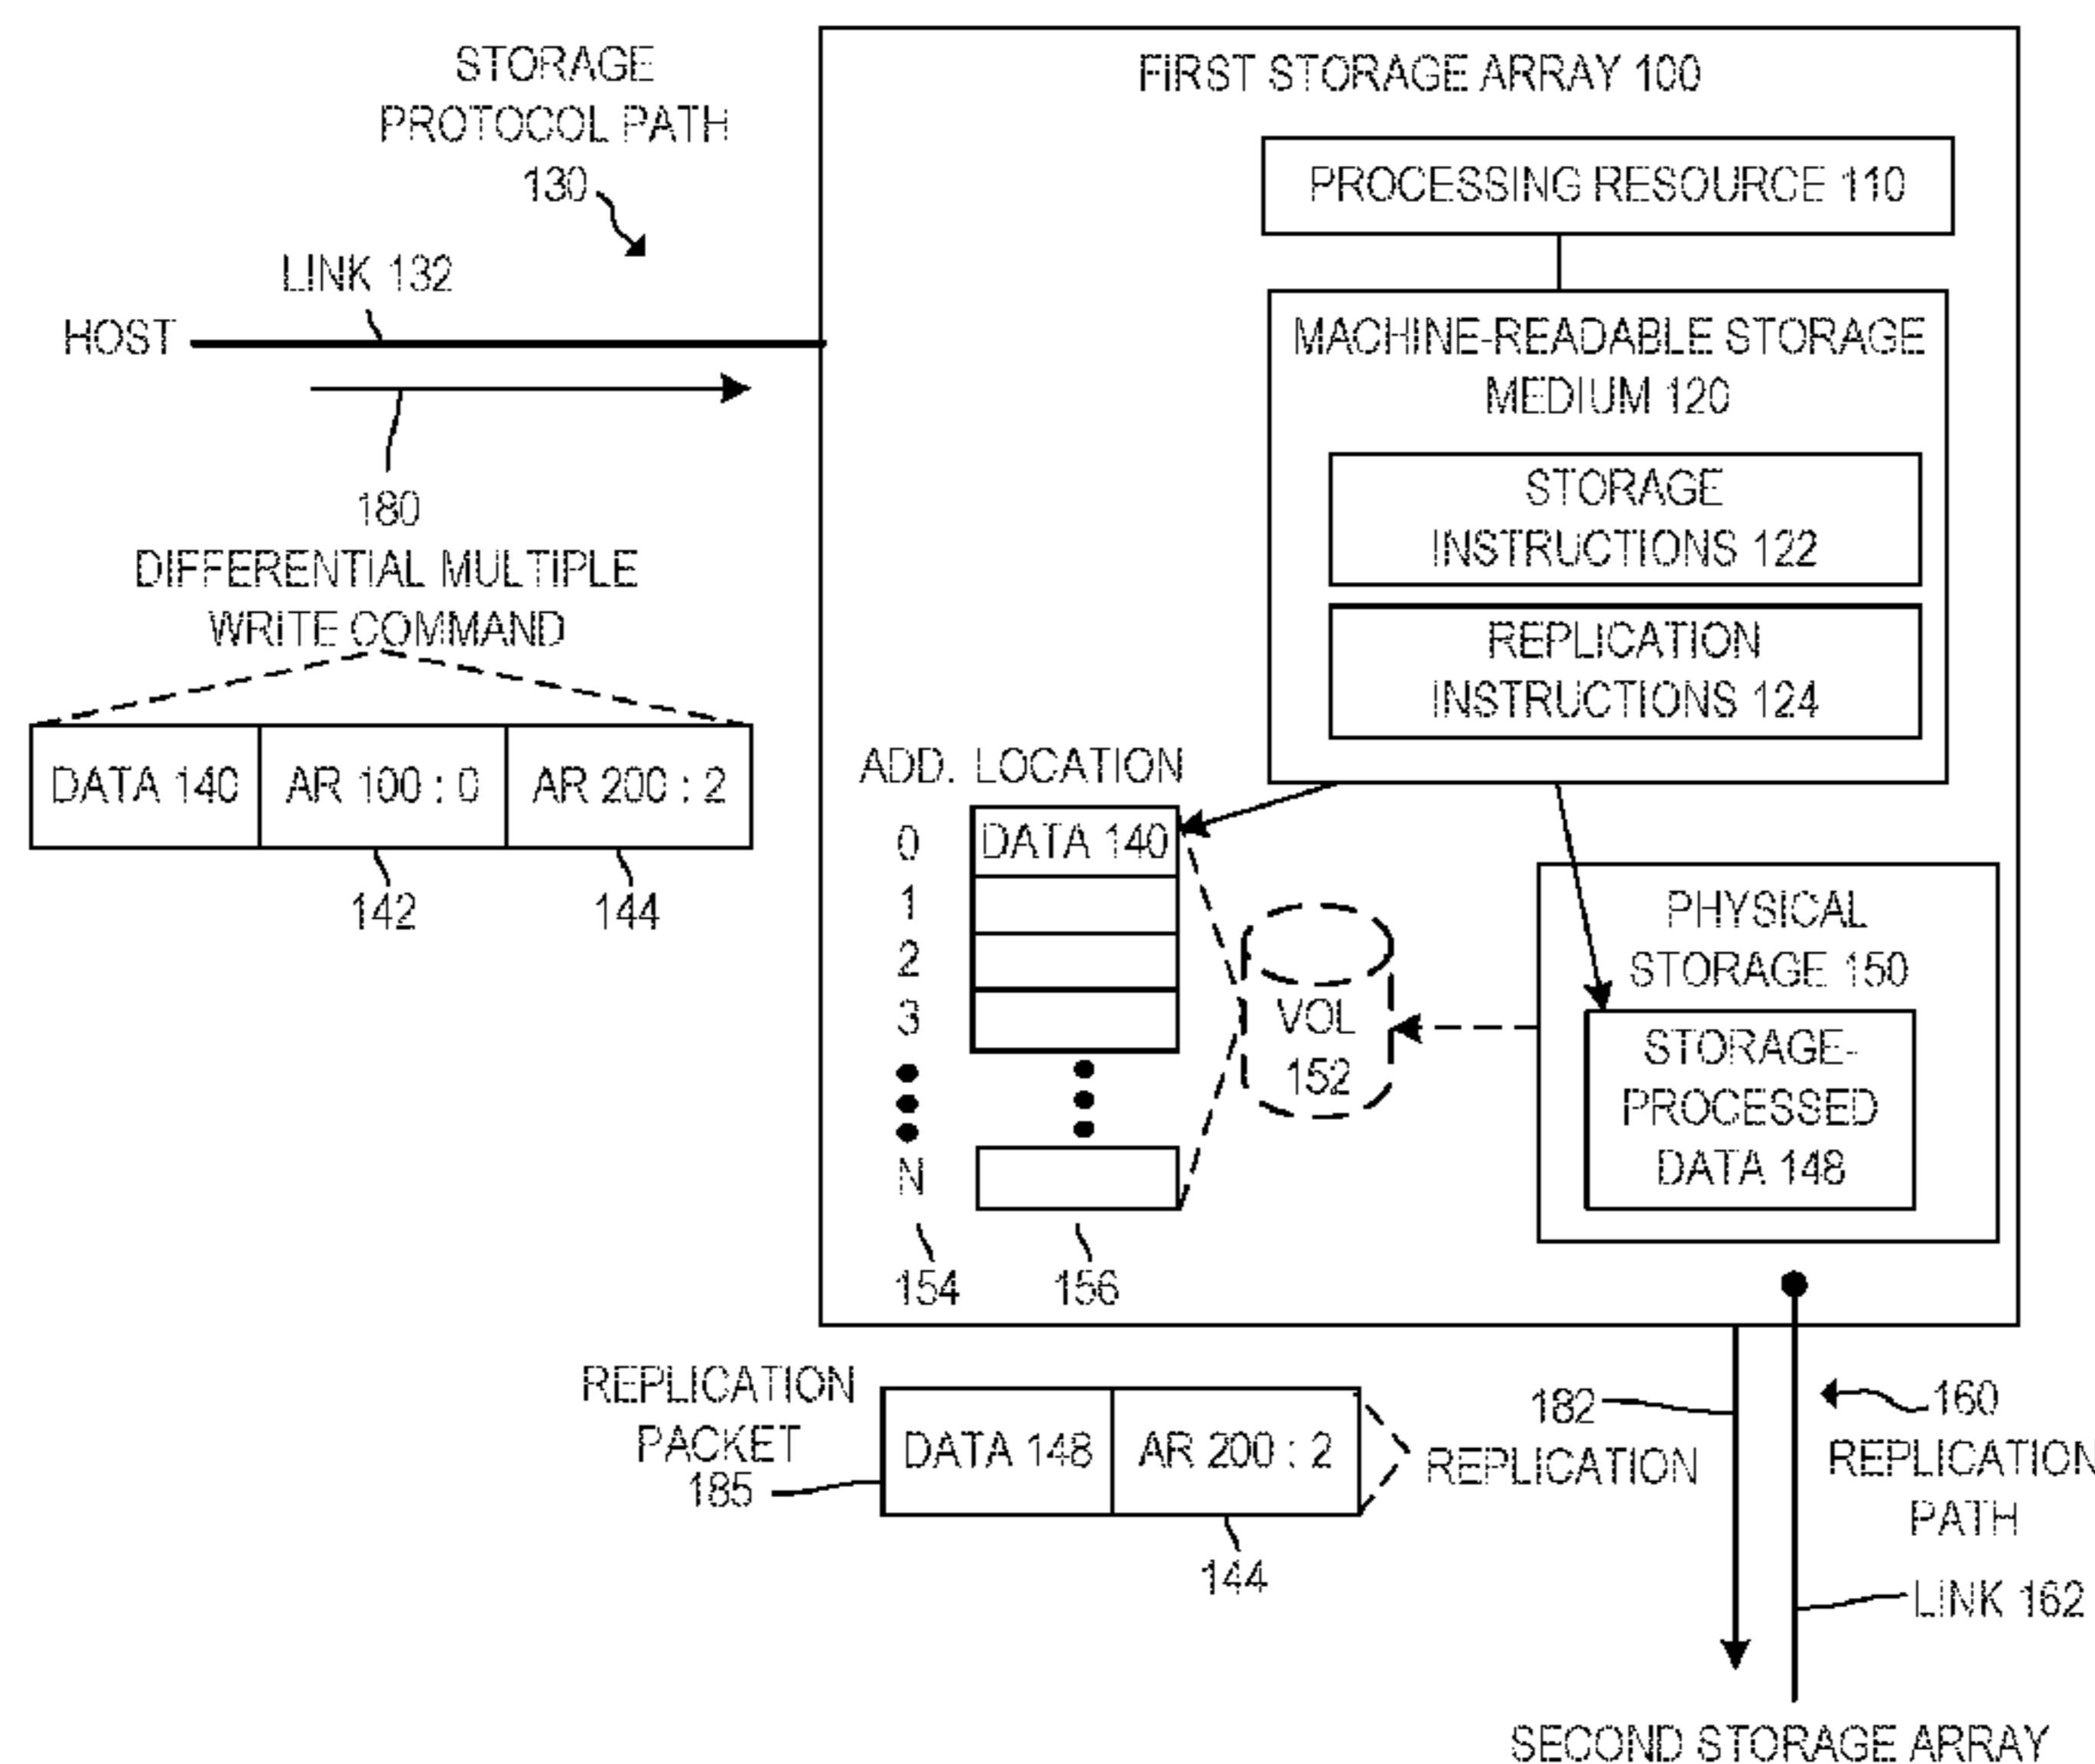 STORAGE
PROTOCOL PATH
130
LINK 132
HOST
180
DIFFERENTIAL MULTIPLE
WRITE COMMAND
DATA 140
AR 100 : 0
AR 200 : 2
142
144
FIRST STORAGE ARRAY 100
PROCESSING RESOURCE 110
MACHINE-READABLE STORAGE
MEDIUM 120
STORAGE
INSTRUCTIONS 122
REPLICATION
INSTRUCTIONS 124
ADD. LOCATION
0
DATA 140
1
2
3
N
154
156
VOL
152
PHYSICAL
STORAGE 150
STORAGE-
PROCESSED
DATA 148
REPLICATION
PACKET
185
DATA 148
AR 200 : 2
144
REPLICATION
182
160
REPLICATION
PATH
LINK 162
SECOND STORAGE ARRAY